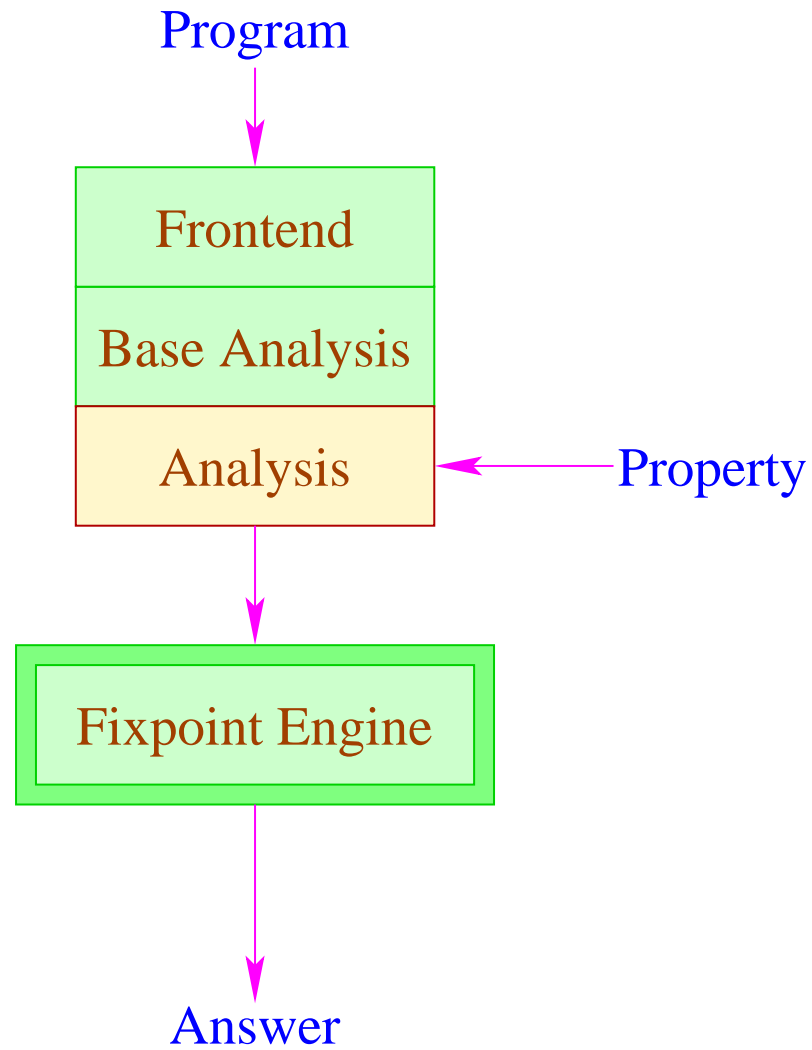 Program
Frontend
Base Analysis
Analysis
Property
Fixpoint Engine
Answer